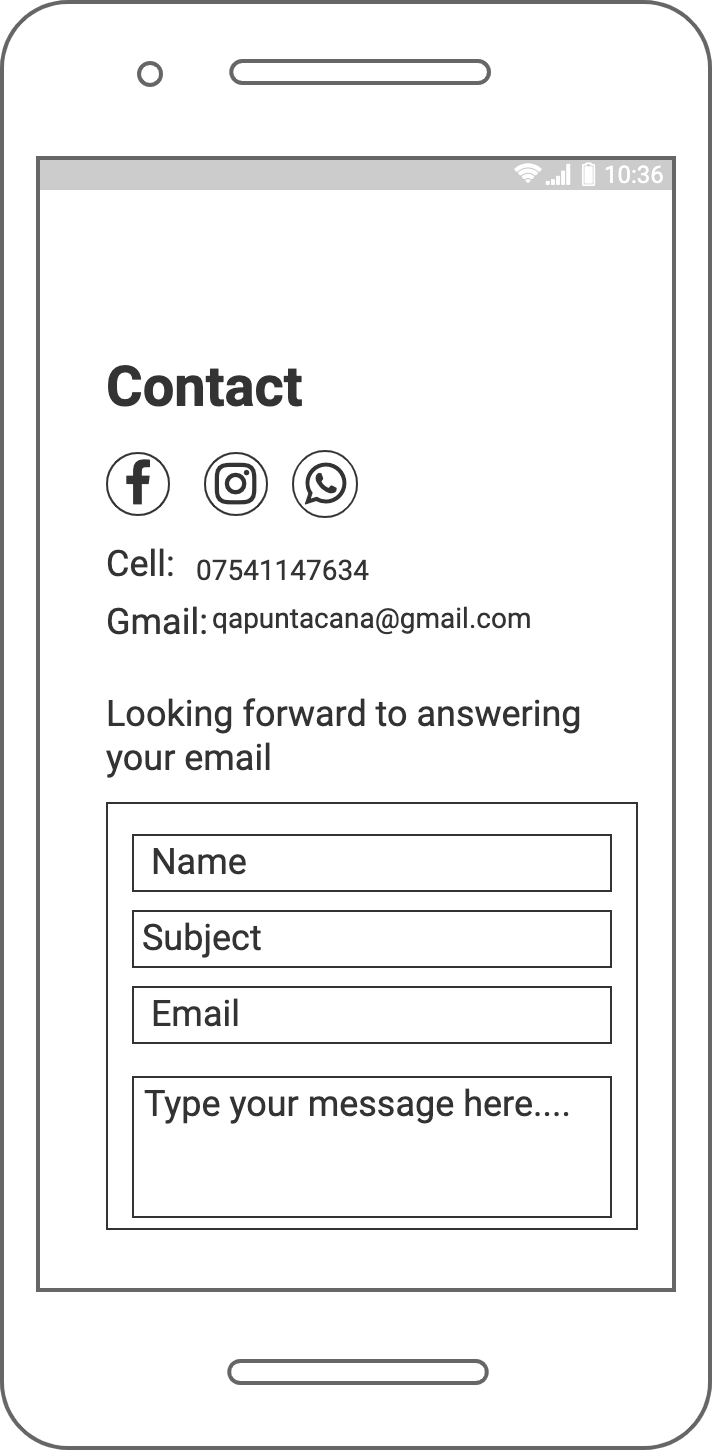 10:36
Contact
Cell: 07541147634
Gmail: qapuntacana@gmail.com
Looking forward to answering
your email
Name
Subject
Email
Type your message here....